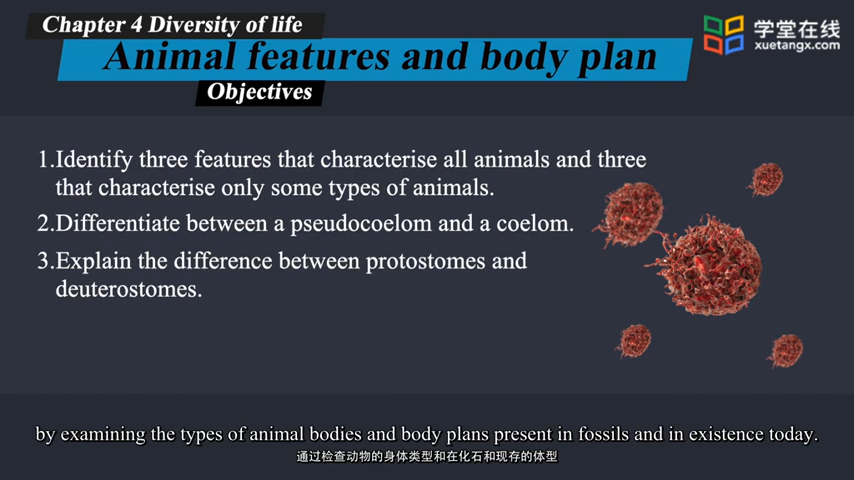 Chapter 4 Diversity of life
Animal features and body plan
Objectives
学堂在线
xuetangx.com
1.Identify three features that characterise all animals and three
that characterise only some types of animals.
2.Differentiate between a pseudocoelom and a coelom.
3.Explain the difference between protostomes and
deuterostomes.
by examining the types of animal bodies and body plans present in fossils and in existence today.
通过检查动物的身体类型和在化石和现存的体型